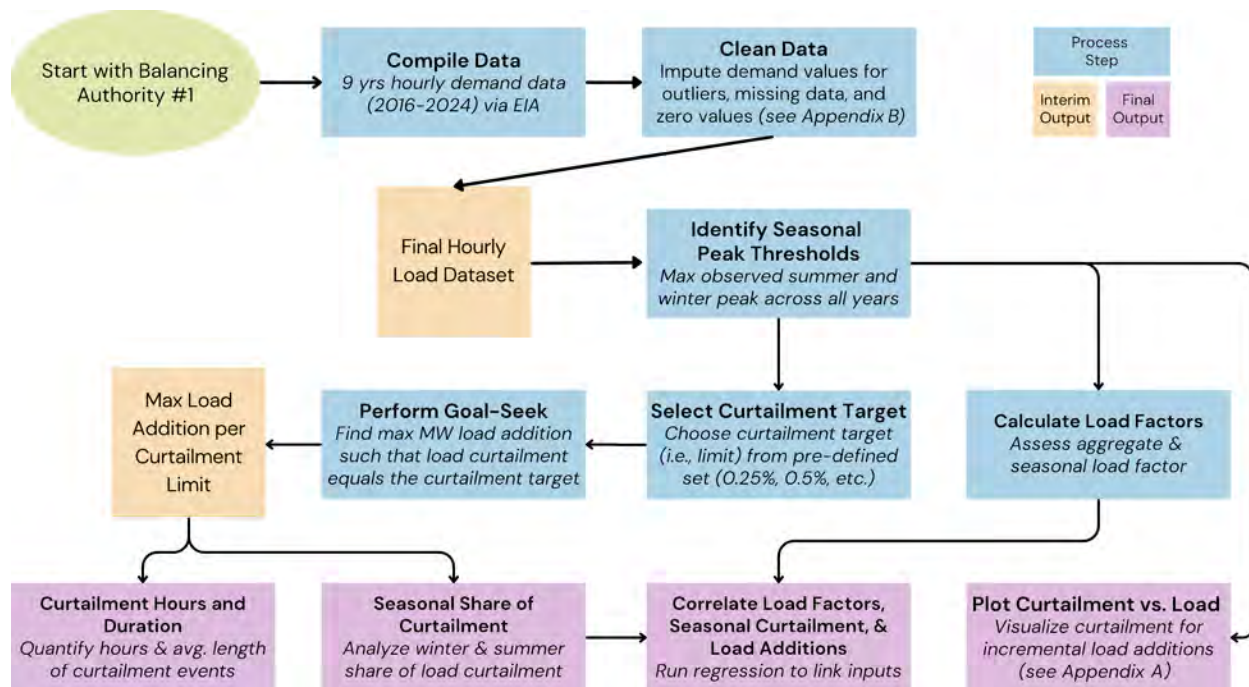 Start with Balancing
Authority #1
Compile Data
9 yrs hourly demand data
(2016-2024) via EIA
Clean Data
Impute demand values for
outliers, missing data, and
zero values (see Appendix B)
Process
Step
Interim
Output
Final
Output
Final Hourly
Load Dataset
Identify Seasonal
Peak Thresholds
Max observed summer and
winter peak across all years
Max Load
Addition per
Curtailment
Limit
Perform Goal-Seek
Find max MW load addition
such that load curtailment
equals the curtailment target
Select Curtailment Target
Choose curtailment target
(i.e., limit) from pre-defined
set (0.25%, 0.5%, etc.)
Calculate Load Factors
Assess aggregate &
seasonal load factor
Curtailment Hours and
Duration
Quantify hours & avg. length
of curtailment events
Seasonal Share of
Curtailment
Analyze winter & summer
share of load curtailment
Correlate Load Factors,
Seasonal Curtailment, &
Load Additions
Run regression to link inputs
Plot Curtailment vs. Load
Visualize curtailment for
incremental load additions
(see Appendix A)